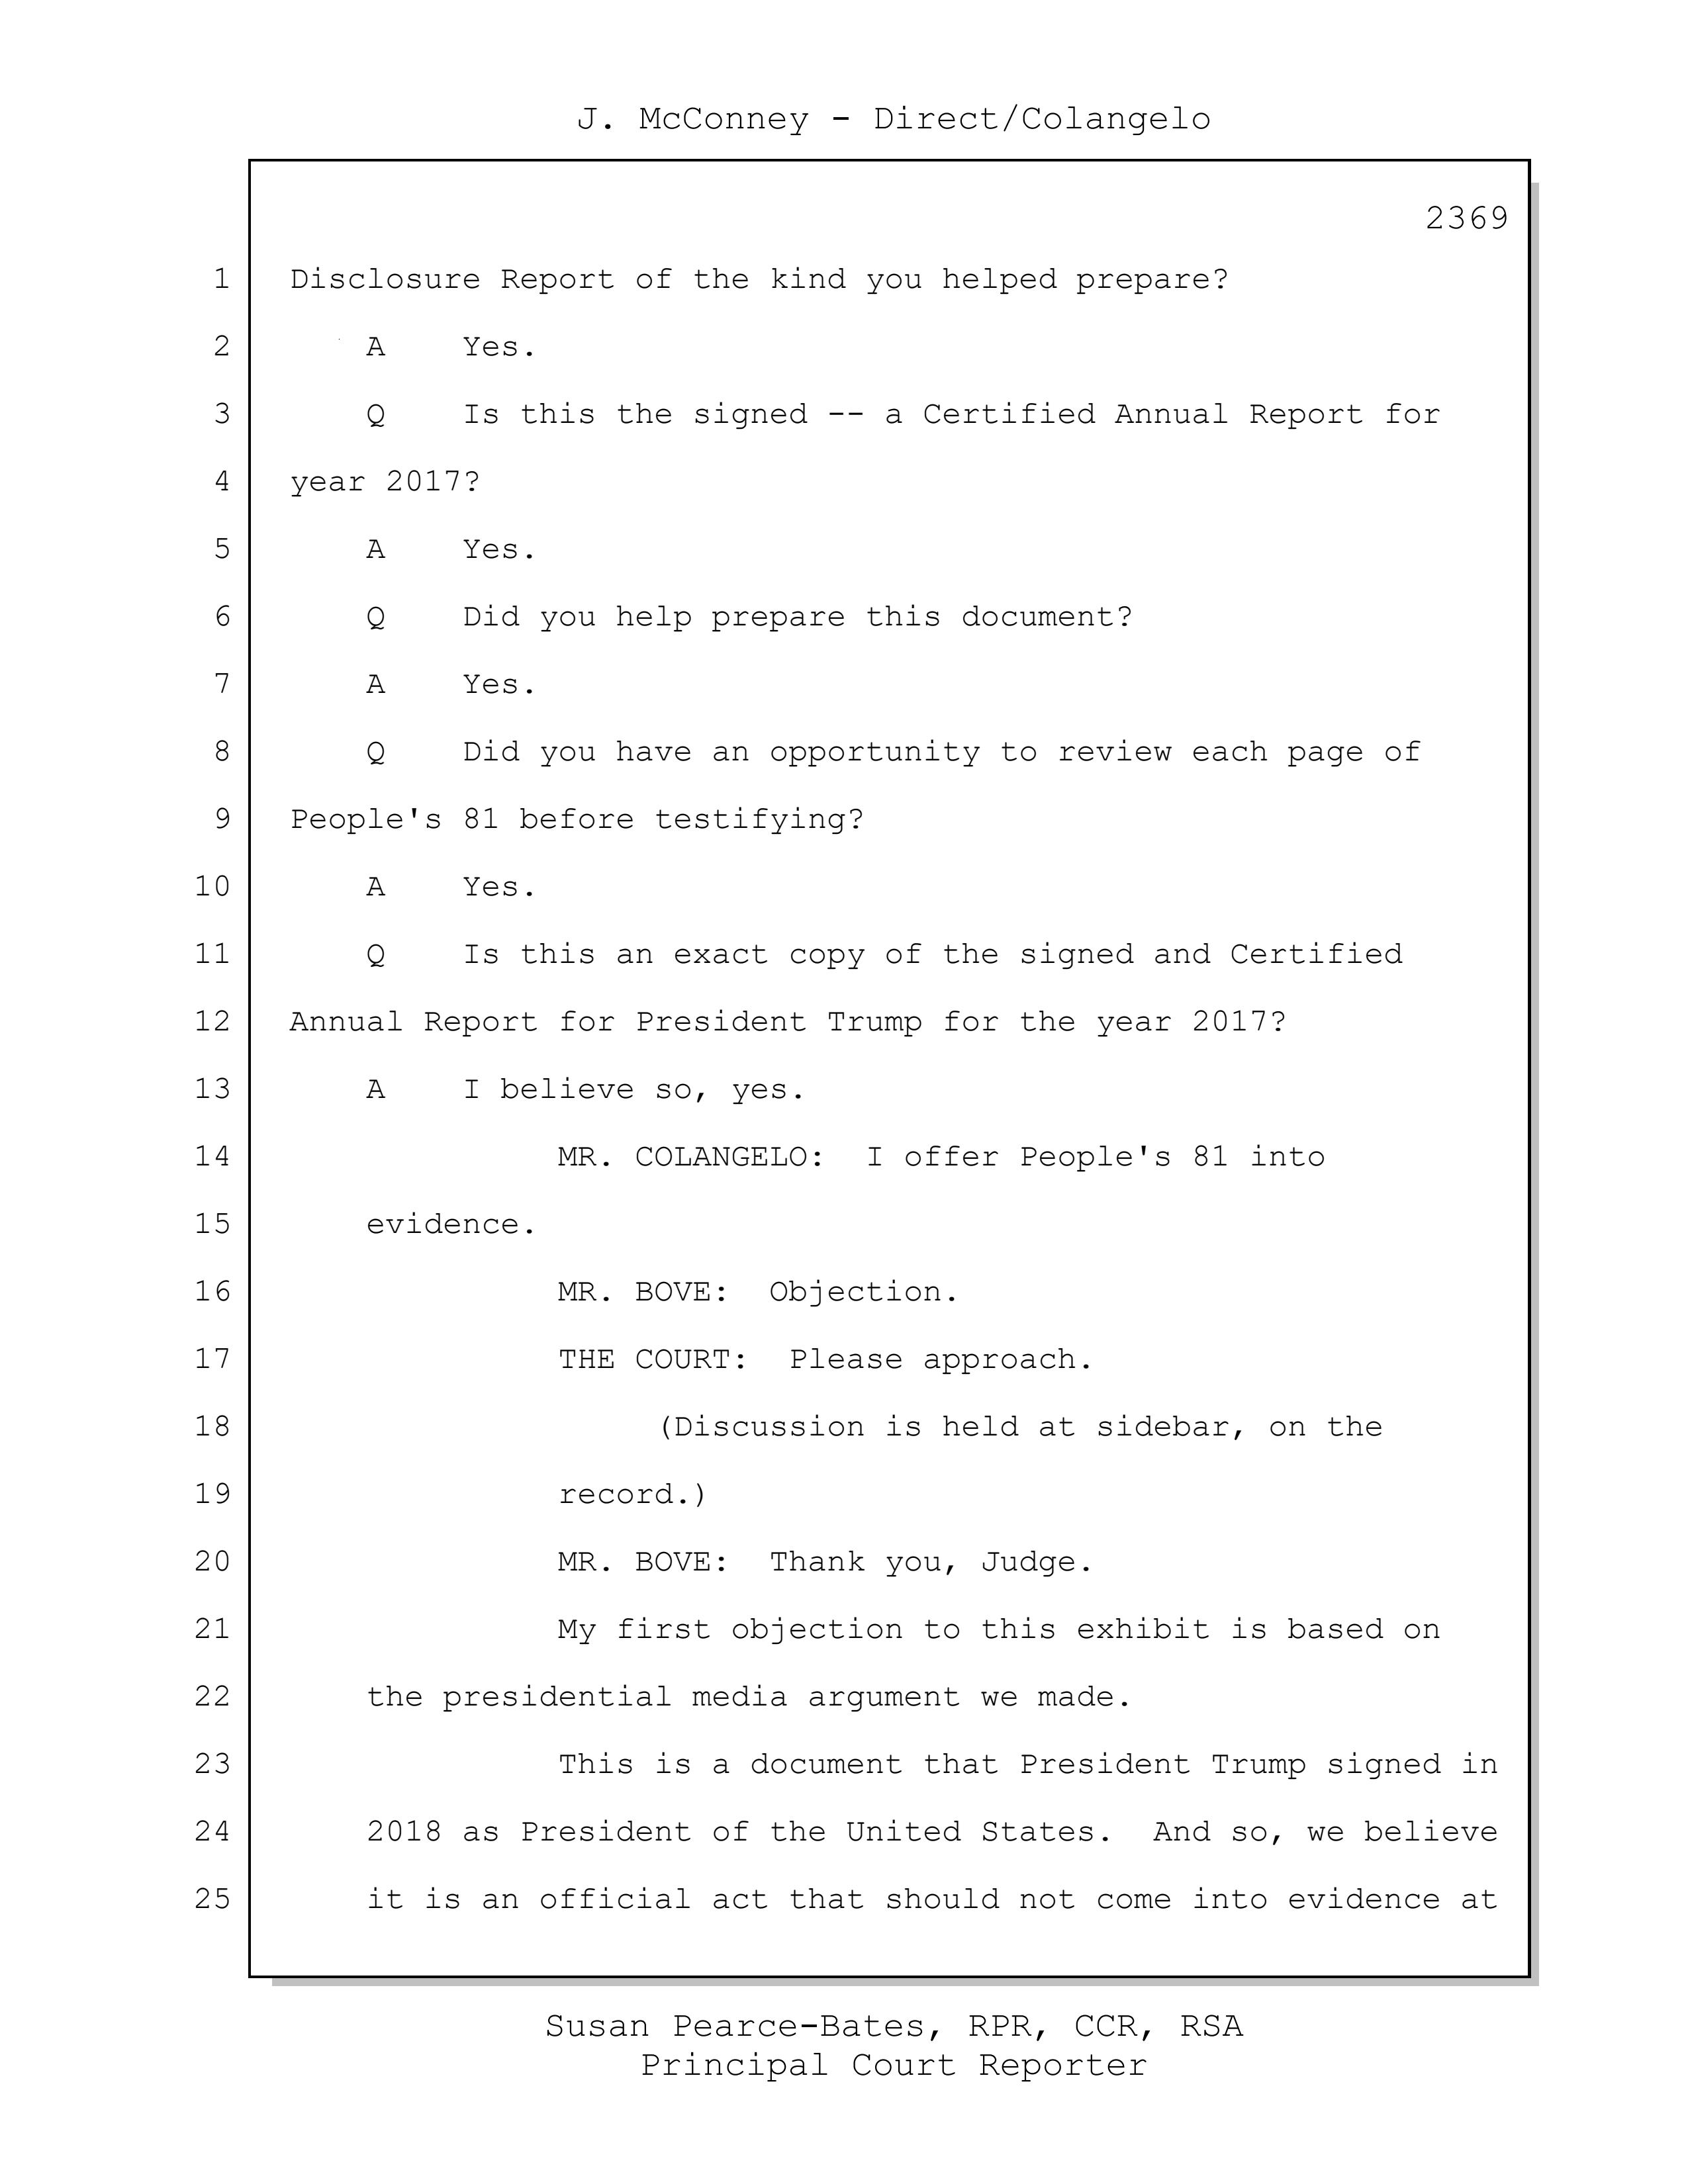 J. McConney - Direct/Colangelo
2369
1 Disclosure Report of the kind you helped prepare?
2 A Yes.
3 Q Is this the signed -- a Certified Annual Report for
4 year 2017?
5 A Yes.
6 Q Did you help prepare this document?
7 A Yes.
8 Q Did you have an opportunity to review each page of
9 People's 81 before testifying?
10 A Yes.
11 Q Is this an exact copy of the signed and Certified
12 Annual Report for President Trump for the year 2017?
13 A I believe so, yes.
14 MR. COLANGELO: I offer People's 81 into
15 evidence.
16 MR. BOVE: Objection.
17 THE COURT: Please approach.
18 (Discussion is held at sidebar, on the
19 record.)
20 MR. BOVE: Thank you, Judge.
21 My first objection to this exhibit is based on
22 the presidential media argument we made.
23 This is a document that President Trump signed in
24 2018 as President of the United States. And so, we believe
25 it is an official act that should not come into evidence at
Susan Pearce-Bates, RPR, CCR, RSA
Principal Court Reporter